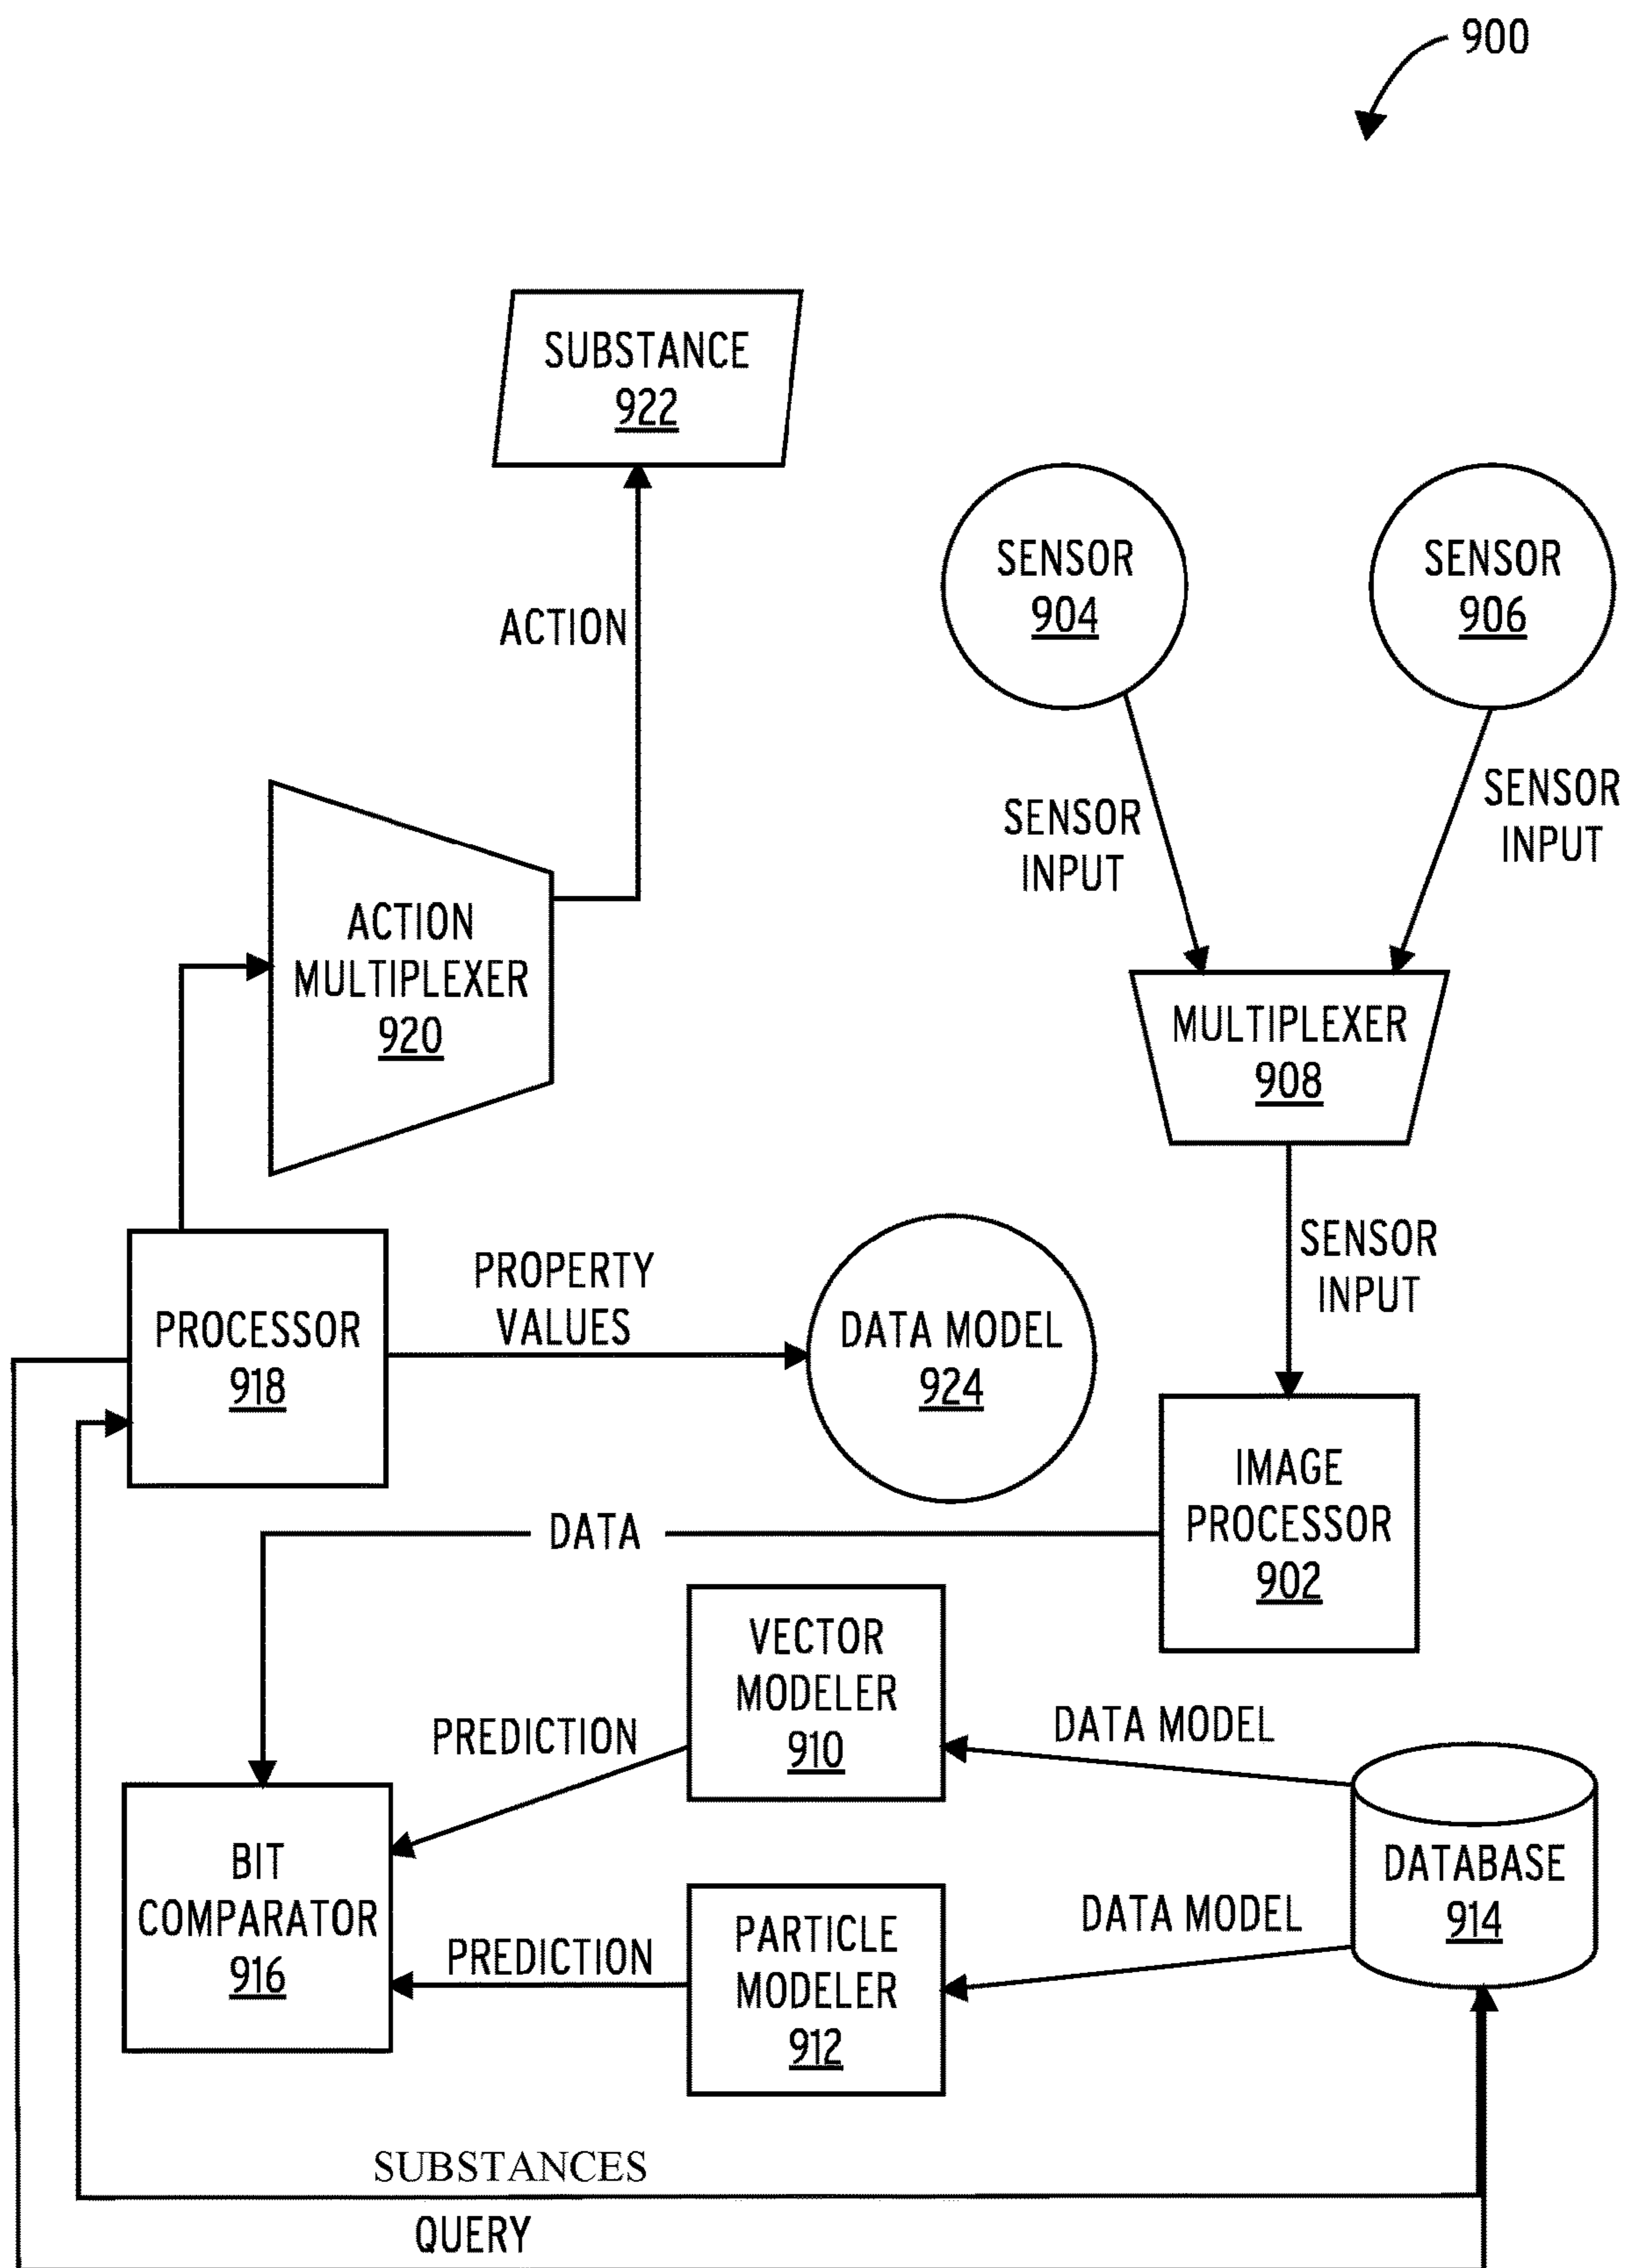 900
SUBSTANCE
922
SENSOR
904
SENSOR
906
ACTION
SENSOR
INPUT
SENSOR
INPUT
ACTION
MULTIPLEXER
920
MULTIPLEXER
908
SENSOR
INPUT
PROCESSOR
918
PROPERTY
VALUES
DATA MODEL
924
IMAGE
PROCESSOR
902
DATA
VECTOR
MODELER
910
PREDICTION
DATA MODEL
BIT
COMPARATOR
916
PREDICTION
PARTICLE
MODELER
912
DATA MODEL
DATABASE
914
SUBSTANCES
QUERY